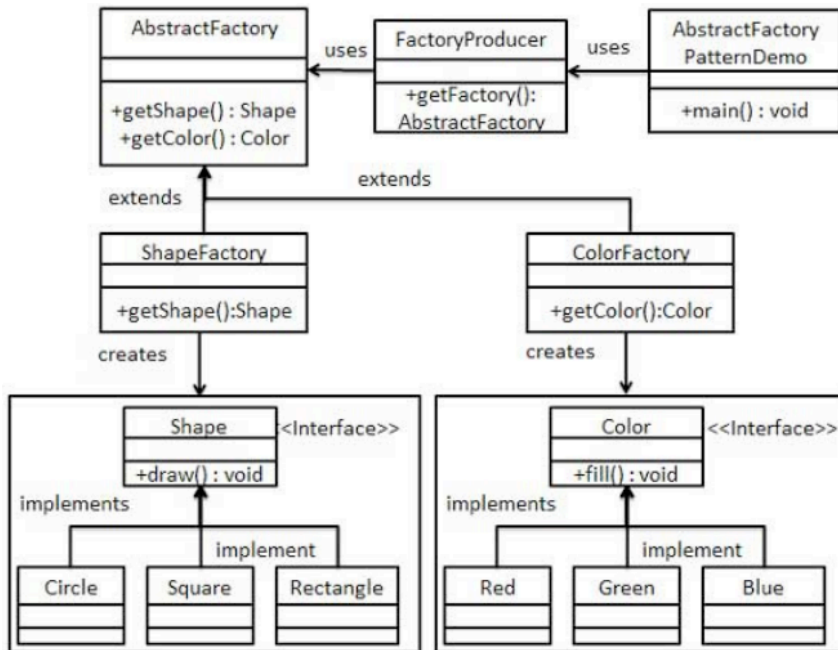 AbstractFactory
+getShape() : Shape
+getColor() : Color
uses
FactoryProducer
+getFactory():
AbstractFactory
uses
AbstractFactory
PatternDemo
+main() : void
extends
extends
ShapeFactory
+getShape():Shape
ColorFactory
+getColor():Color
creates
creates
Shape
<<Interface>>
+draw() : void
implements
implement
Circle
Square
Rectangle
Color
<<Interface>>
+fill() : void
implements
implement
Red
Green
Blue